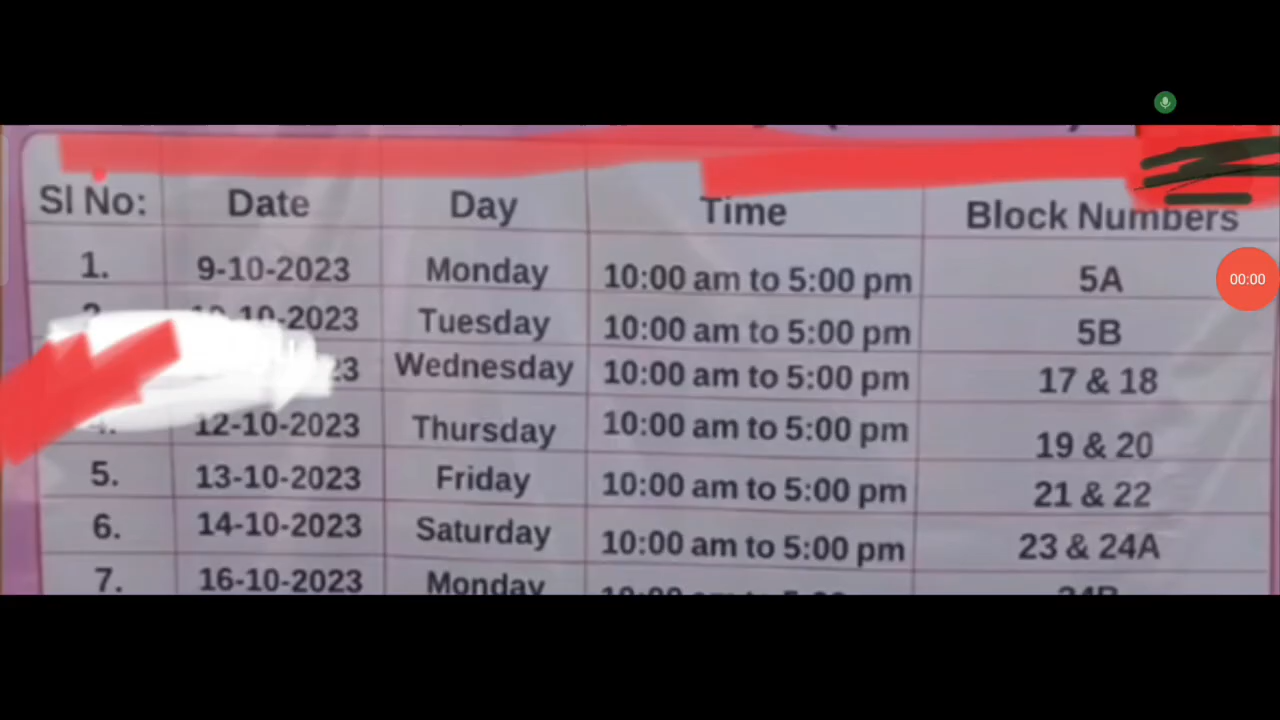 Sl No: Date Day Time Block Numbers
1. 9-10-2023 Monday 10:00 am to 5:00 pm 5A
10-10-2023 Tuesday 10:00 am to 5:00 pm 5B
Wednesday 10:00 am to 5:00 pm 17 & 18
12-10-2023 Thursday 10:00 am to 5:00 pm 19 & 20
5. 13-10-2023 Friday 10:00 am to 5:00 pm 21 & 22
6. 14-10-2023 Saturday 10:00 am to 5:00 pm 23 & 24A
7. 16-10-2023 Monday
00:00